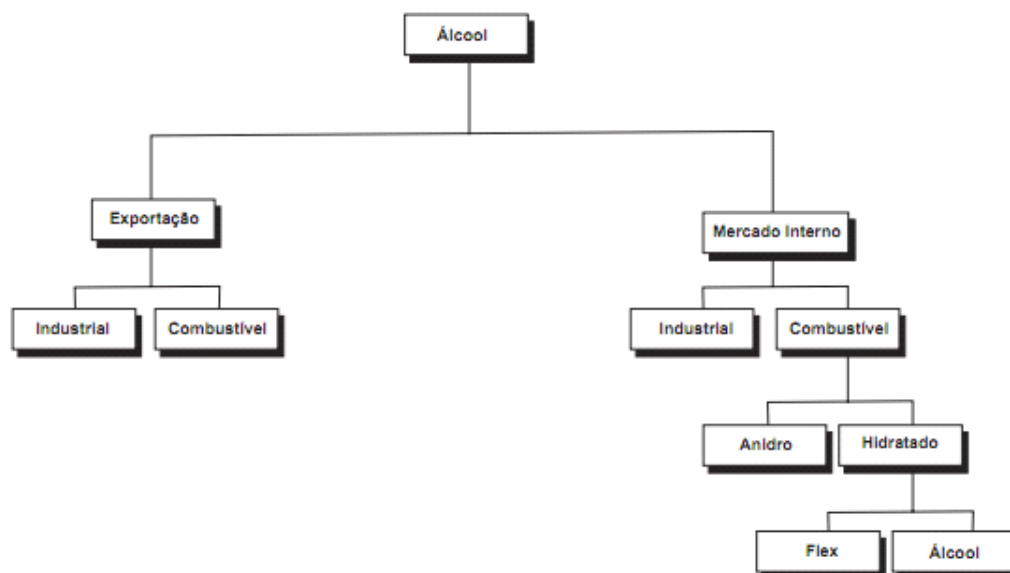 Álcool
Exportação
Mercado Interno
Industrial
Combustível
Industrial
Combustível
Anidro
Hidratado
Flex
Álcool